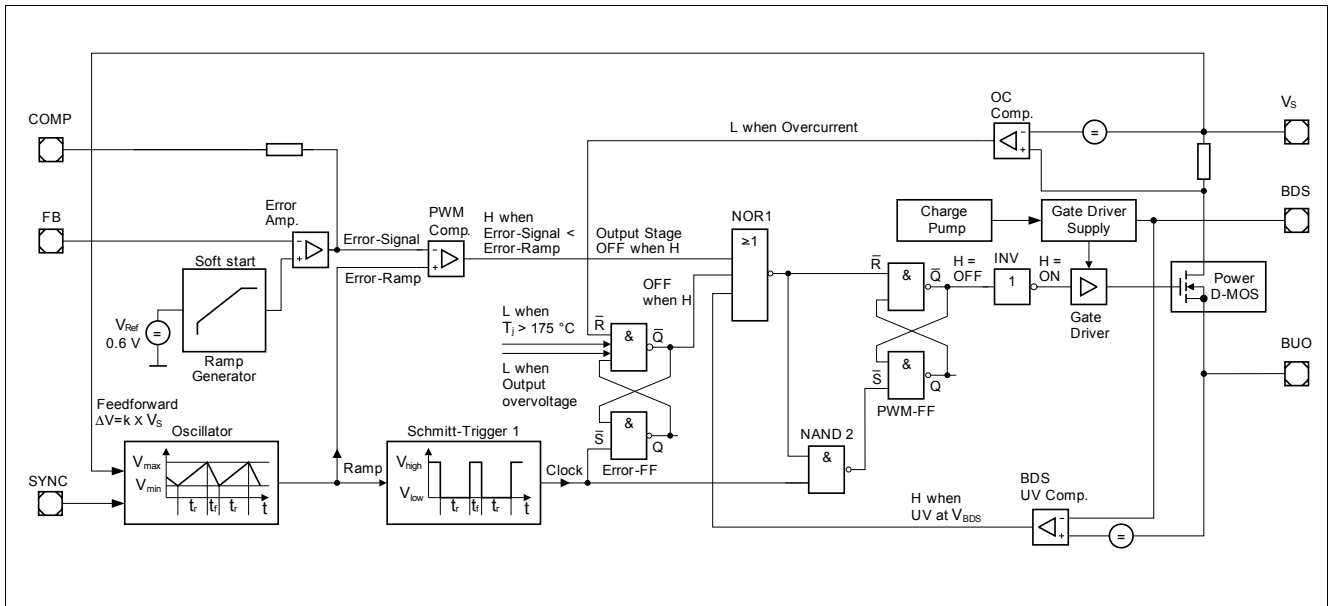 COMP
FB
SYNC
V_S
BDS
BUO
OC
Comp.
-
+
=
L when Overcurrent
Error
Amp.
-
+
Error-Signal
Error-Ramp
PWM
Comp.
-
+
H when
Error-Signal <
Error-Ramp
Output Stage
OFF when H
NOR1
≥1
OFF
when H
Charge
Pump
Gate Driver
Supply
Soft start
V_Ref
0.6 V
=
Ramp
Generator
L when
T_j > 175 °C
L when
Output
overvoltage
R̅
&
Q̅
S̅
&
Q
Error-FF
R̅
&
Q̅
S̅
&
Q
PWM-FF
H =
OFF
INV
1
H =
ON
Gate
Driver
Power
D-MOS
Feedforward
ΔV=k x V_S
Oscillator
V_max
V_min
t_r
t_f
t_r
t
Ramp
Schmitt-Trigger 1
V_high
V_low
t_r
t_f
t_r
t
Clock
NAND 2
&
H when
UV at V_BDS
BDS
UV Comp.
-
+
=